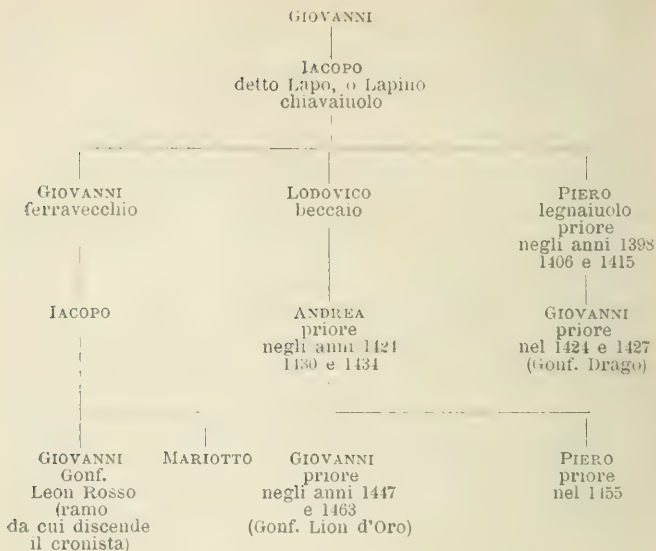 GIOVANNI
IACOPO
detto Lapo, o Lapino
chiavaiuolo
GIOVANNI
ferravecchio
LODOVICO
beccaio
PIERO
legnaiuolo
priore
negli anni 1398
1406 e 1415
IACOPO
ANDREA
priore
negli anni 1424
1430 e 1434
GIOVANNI
priore
nel 1424 e 1427
(Gonf. Drago)
GIOVANNI
Gonf.
Leon Rosso
(ramo
da cui discende
il cronista)
MARIOTTO
GIOVANNI
priore
negli anni 1447
e 1463
(Gonf. Lion d'Oro)
PIERO
priore
nel 1455